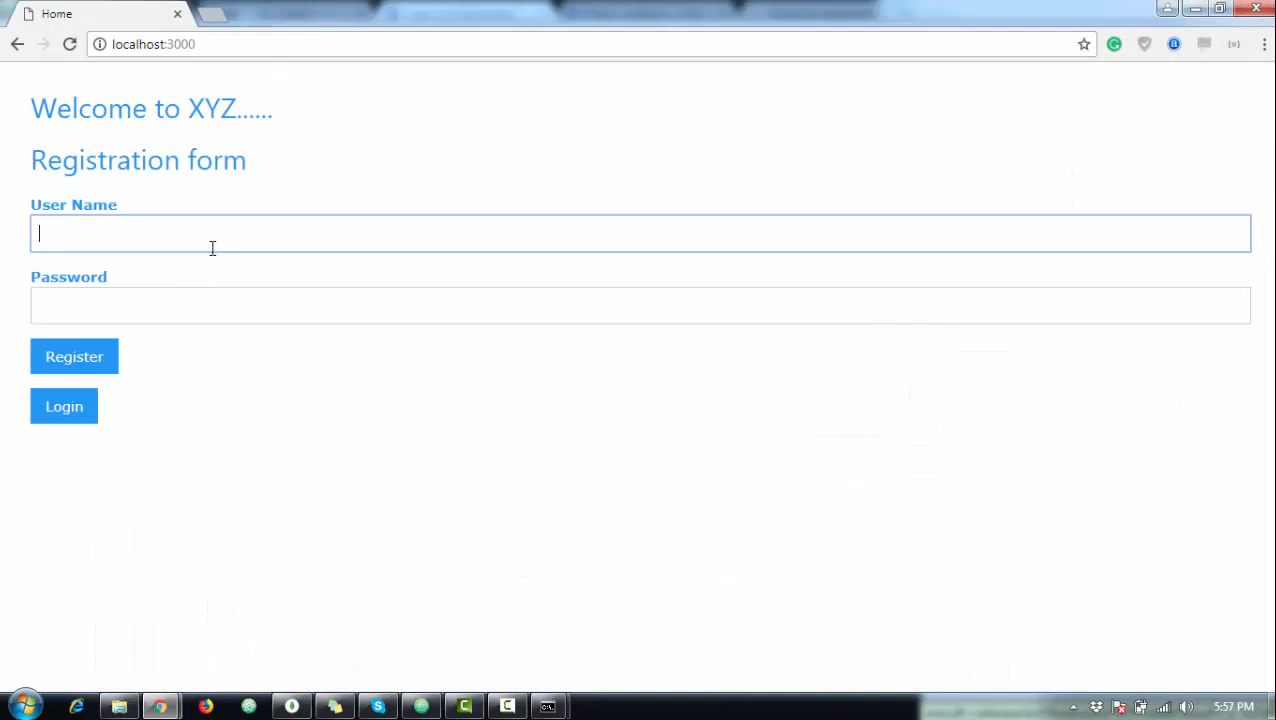 Home
localhost:3000
Welcome to XYZ......
Registration form
User Name
Password
Register
Login
5:57 PM